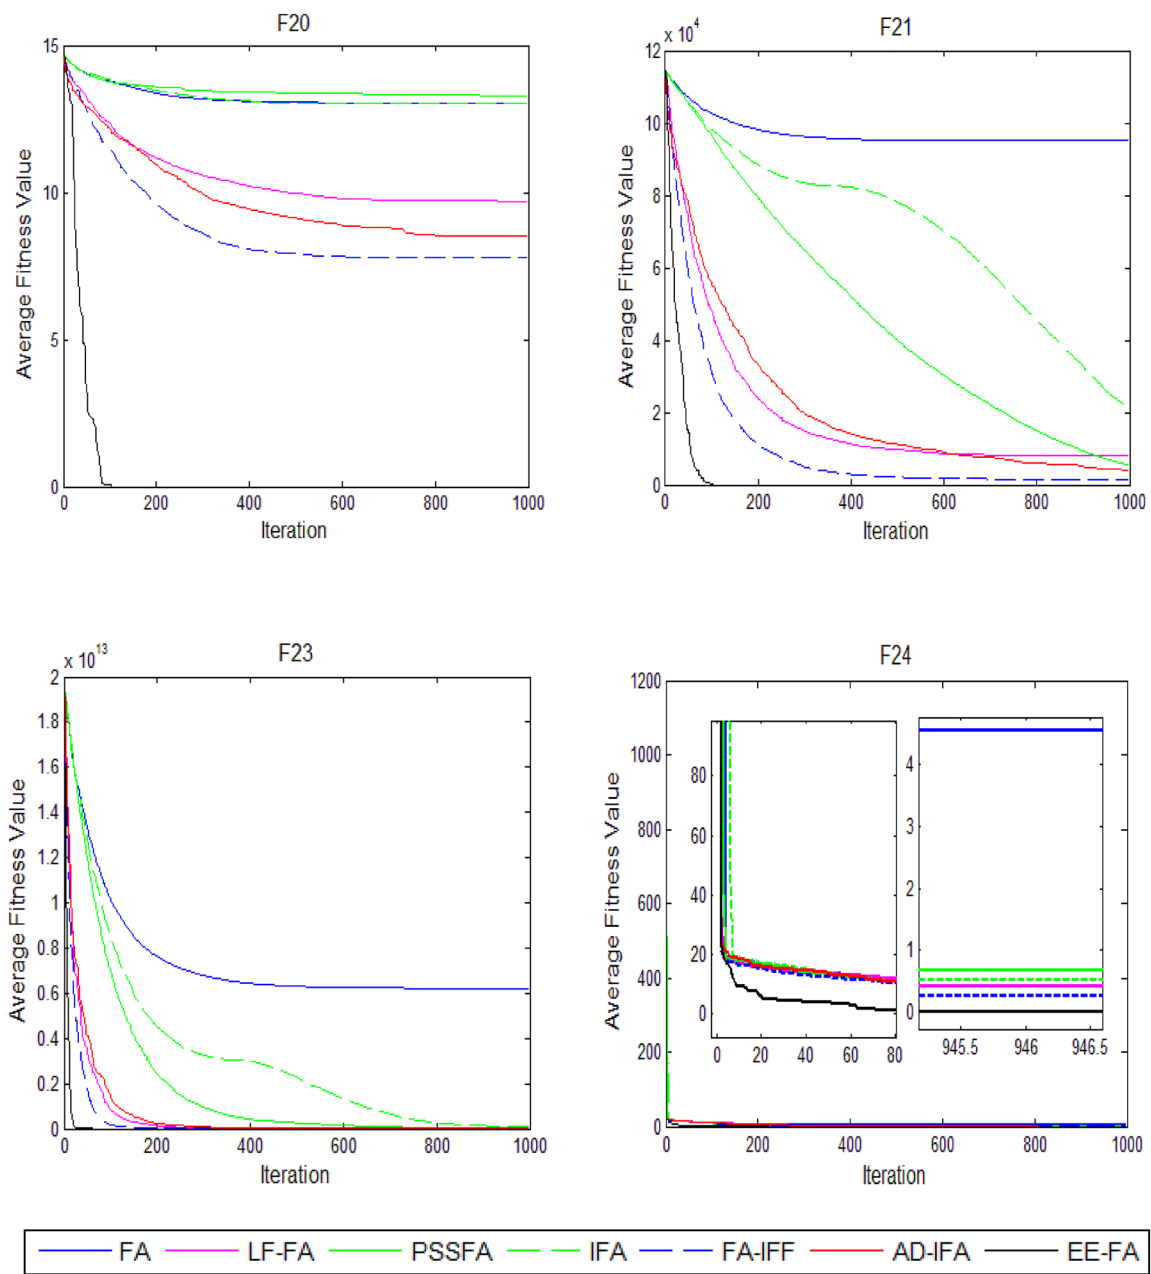 F20
15
10
5
0
0 200 400 600 800 1000
Average Fitness Value
Iteration
F21
x 10^4
12
10
8
6
4
2
0
0 200 400 600 800 1000
Average Fitness Value
Iteration
F23
x 10^13
2
1.8
1.6
1.4
1.2
1
0.8
0.6
0.4
0.2
0
0 200 400 600 800 1000
Average Fitness Value
Iteration
F24
1200
1000
800
600
400
200
0
0 200 400 600 800 1000
Average Fitness Value
Iteration
80
60
40
20
0
0 20 40 60 80
4
3
2
1
0
945.5 946 946.5
FA LF-FA PSSFA IFA FA-IFF AD-IFA EE-FA